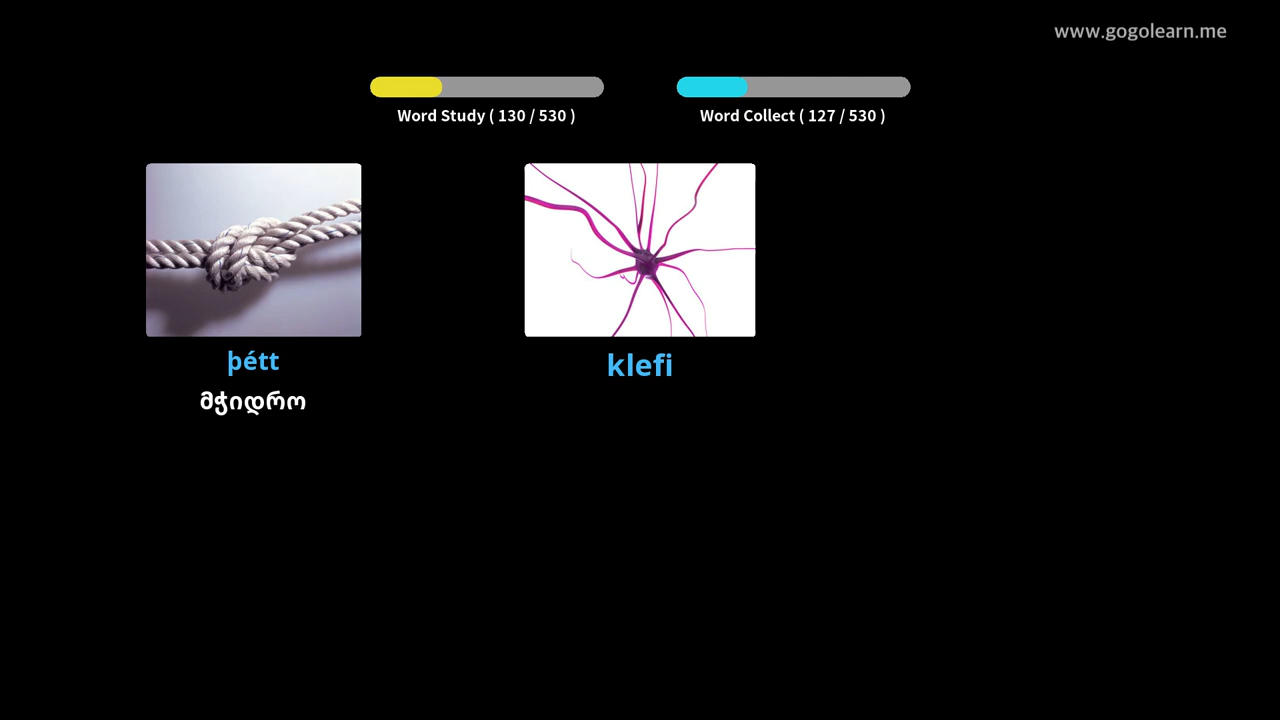 www.gogolearn.me
Word Study ( 130 / 530 )
Word Collect ( 127 / 530 )
þétt
მჭიდრო
klefi